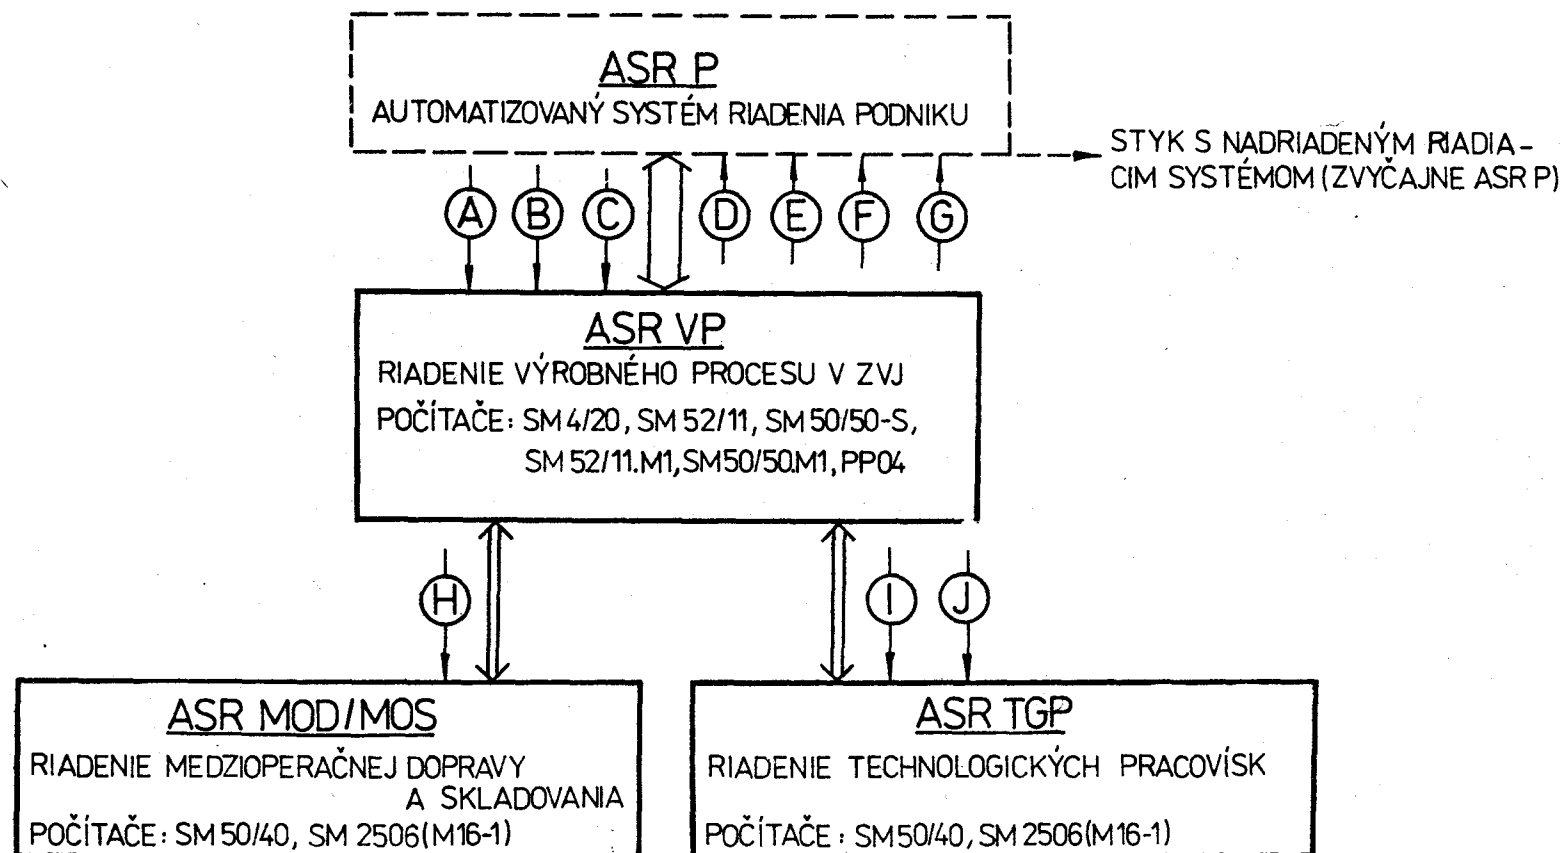 ASR P
AUTOMATIZOVANÝ SYSTÉM RIADENIA PODNIKU
STYK S NADRIADENÝM RIADIA-
CIM SYSTÉMOM (ZVYČAJNE ASR P)
A B C D E F G
ASR VP
RIADENIE VÝROBNÉHO PROCESU V ZVJ
POČÍTAČE: SM 4/20, SM 52/11, SM 50/50-S,
SM 52/11.M1, SM50/50.M1, PP04
H I J
ASR MOD/MOS
RIADENIE MEDZIOPERAČNEJ DOPRAVY
A SKLADOVANIA
POČÍTAČE: SM 50/40, SM 2506(M16-1)
ASR TGP
RIADENIE TECHNOLOGICKÝCH PRACOVÍSK
POČÍTAČE: SM50/40, SM 2506(M16-1)